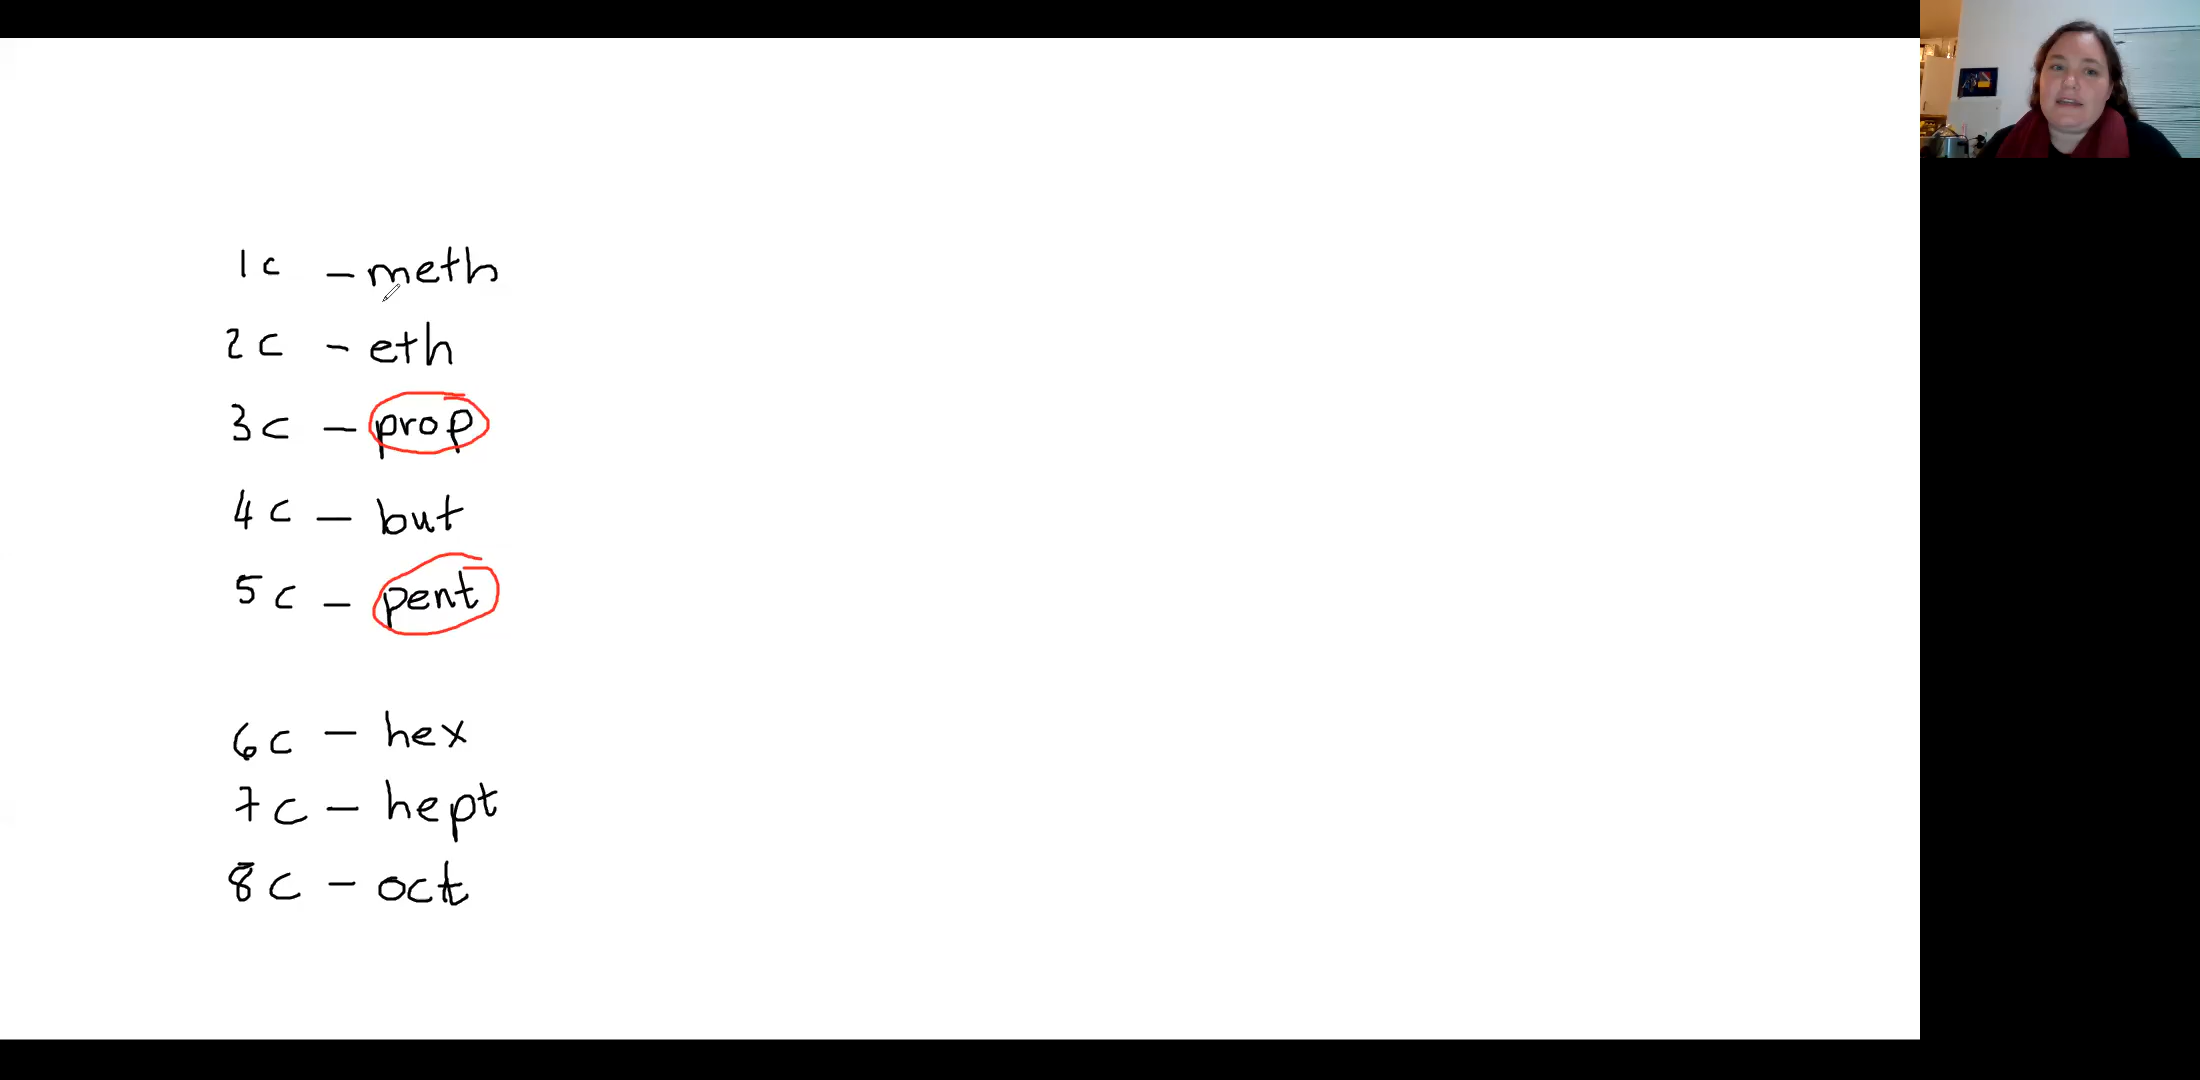 1c – meth
2c – eth
3c – prop
4c – but
5c – pent
6c – hex
7c – hept
8c – oct